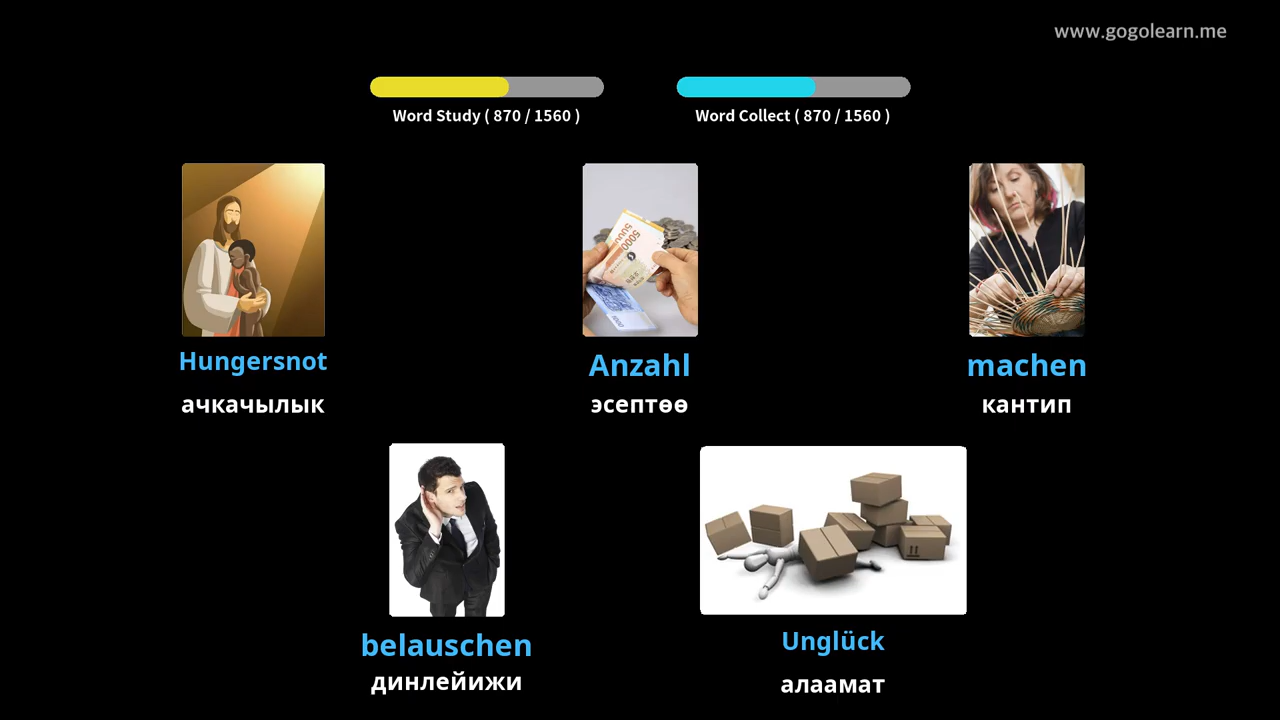 www.gogolearn.me
Word Study ( 870 / 1560 )
Word Collect ( 870 / 1560 )
Hungersnot
ачкачылык
Anzahl
эсептөө
machen
кантип
belauschen
динлейижи
Unglück
алаамат